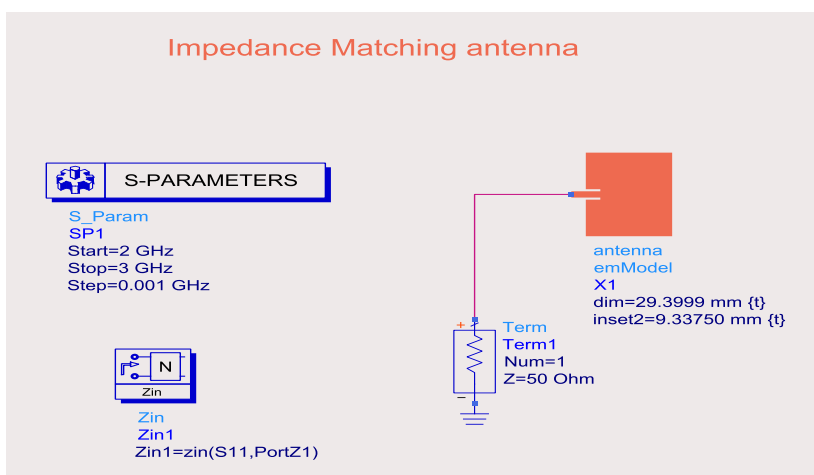 Impedance Matching antenna
S-PARAMETERS
S_Param
SP1
Start=2 GHz
Stop=3 GHz
Step=0.001 GHz
antenna
emModel
X1
dim=29.3999 mm {t}
inset2=9.33750 mm {t}
+
Term
Term1
Num=1
Z=50 Ohm
−
N
Zin
Zin
Zin1
Zin1=zin(S11,PortZ1)